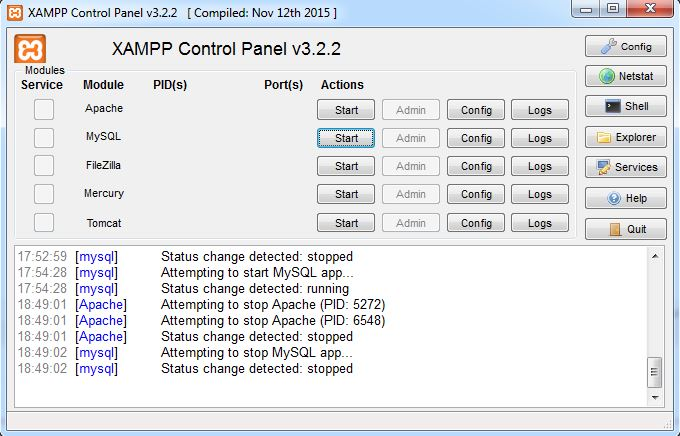 XAMPP Control Panel v3.2.2 [ Compiled: Nov 12th 2015 ]
XAMPP Control Panel v3.2.2
Config
Modules
Service Module PID(s) Port(s) Actions
Netstat
Apache Start Admin Config Logs
Shell
MySQL Start Admin Config Logs
Explorer
FileZilla Start Admin Config Logs
Services
Mercury Start Admin Config Logs
Help
Tomcat Start Admin Config Logs
Quit
17:52:59 [mysql] Status change detected: stopped
17:54:28 [mysql] Attempting to start MySQL app...
17:54:28 [mysql] Status change detected: running
18:49:01 [Apache] Attempting to stop Apache (PID: 5272)
18:49:01 [Apache] Attempting to stop Apache (PID: 6548)
18:49:01 [Apache] Status change detected: stopped
18:49:02 [mysql] Attempting to stop MySQL app...
18:49:02 [mysql] Status change detected: stopped